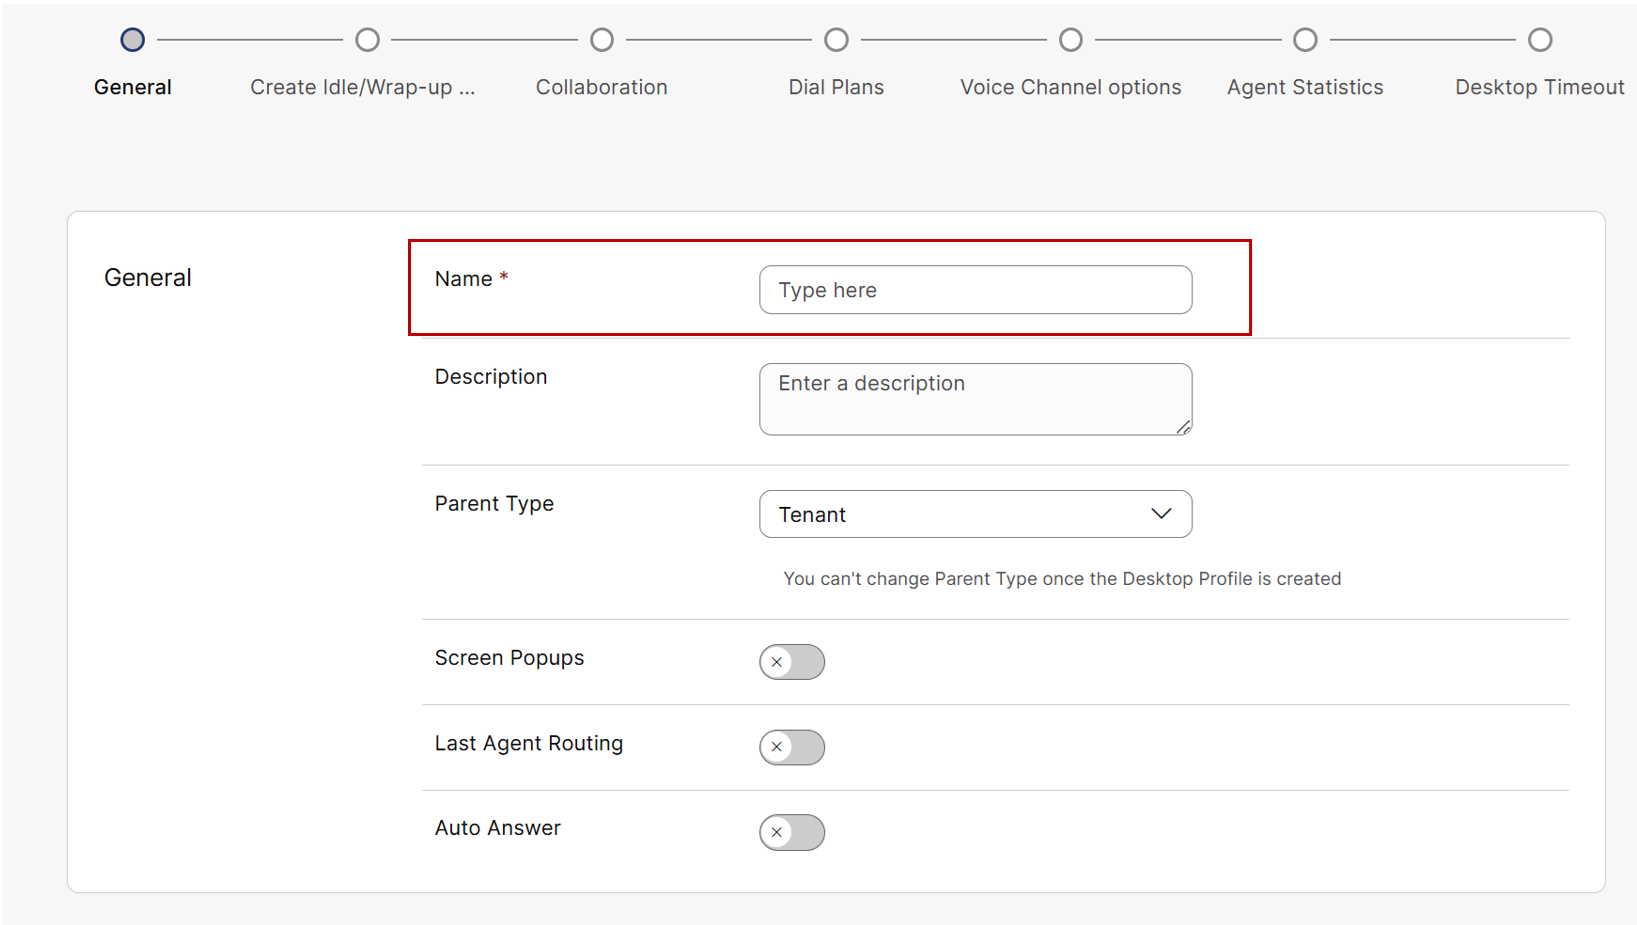 General
Create Idle/Wrap-up ...
Collaboration
Dial Plans
Voice Channel options
Agent Statistics
Desktop Timeout
General
Name *
Type here
Description
Enter a description
Parent Type
Tenant
You can't change Parent Type once the Desktop Profile is created
Screen Popups
Last Agent Routing
Auto Answer